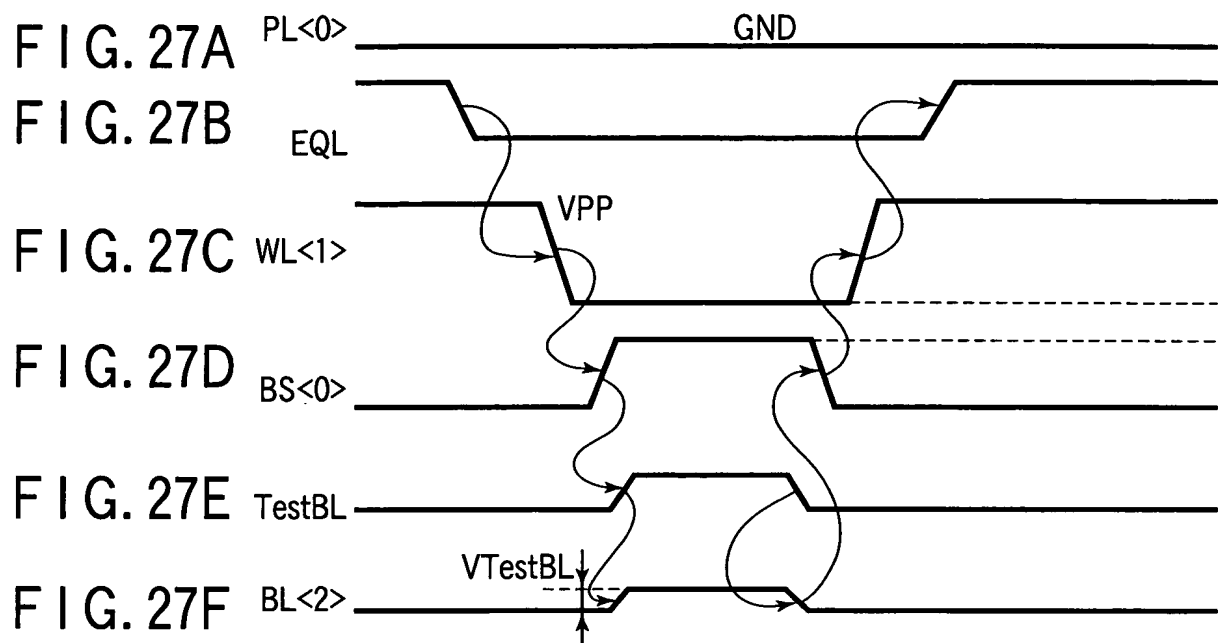 FIG. 27A PL<0> GND
FIG. 27B EQL
FIG. 27C WL<1> VPP
FIG. 27D BS<0>
FIG. 27E TestBL
VTestBL
FIG. 27F BL<2>